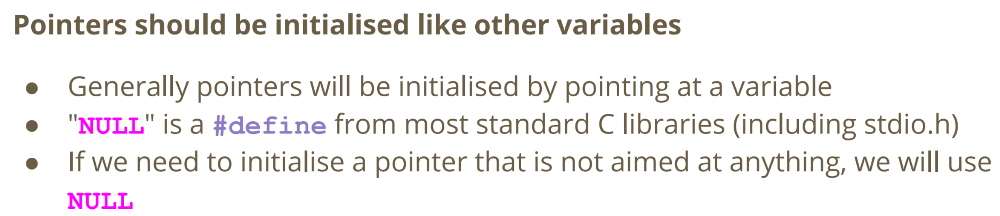 Pointers should be initialised like other variables
● Generally pointers will be initialised by pointing at a variable
● "NULL" is a #define from most standard C libraries (including stdio.h)
● If we need to initialise a pointer that is not aimed at anything, we will use
NULL